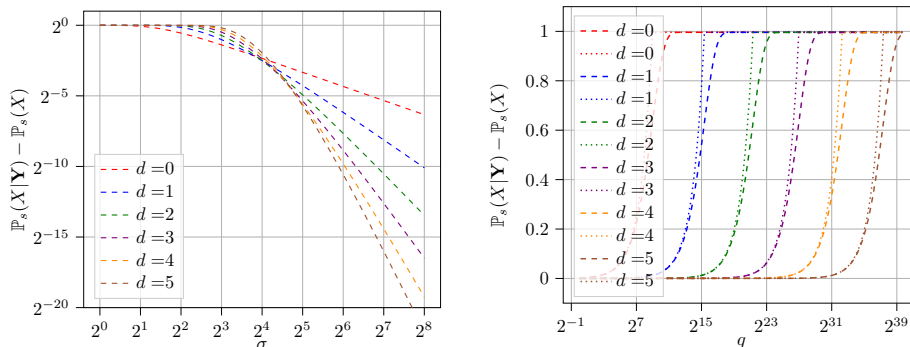 2^0
2^{-5}
2^{-10}
2^{-15}
2^{-20}
ℙ_s(X|𝐘) − ℙ_s(X)
d =0
d =1
d =2
d =3
d =4
d =5
2^0 2^1 2^2 2^3 2^4 2^5 2^6 2^7 2^8
σ
1
0.8
0.6
0.4
0.2
0
ℙ_s(X|𝐘) − ℙ_s(X)
d =0
d =0
d =1
d =1
d =2
d =2
d =3
d =3
d =4
d =4
d =5
d =5
2^{-1} 2^7 2^{15} 2^{23} 2^{31} 2^{39}